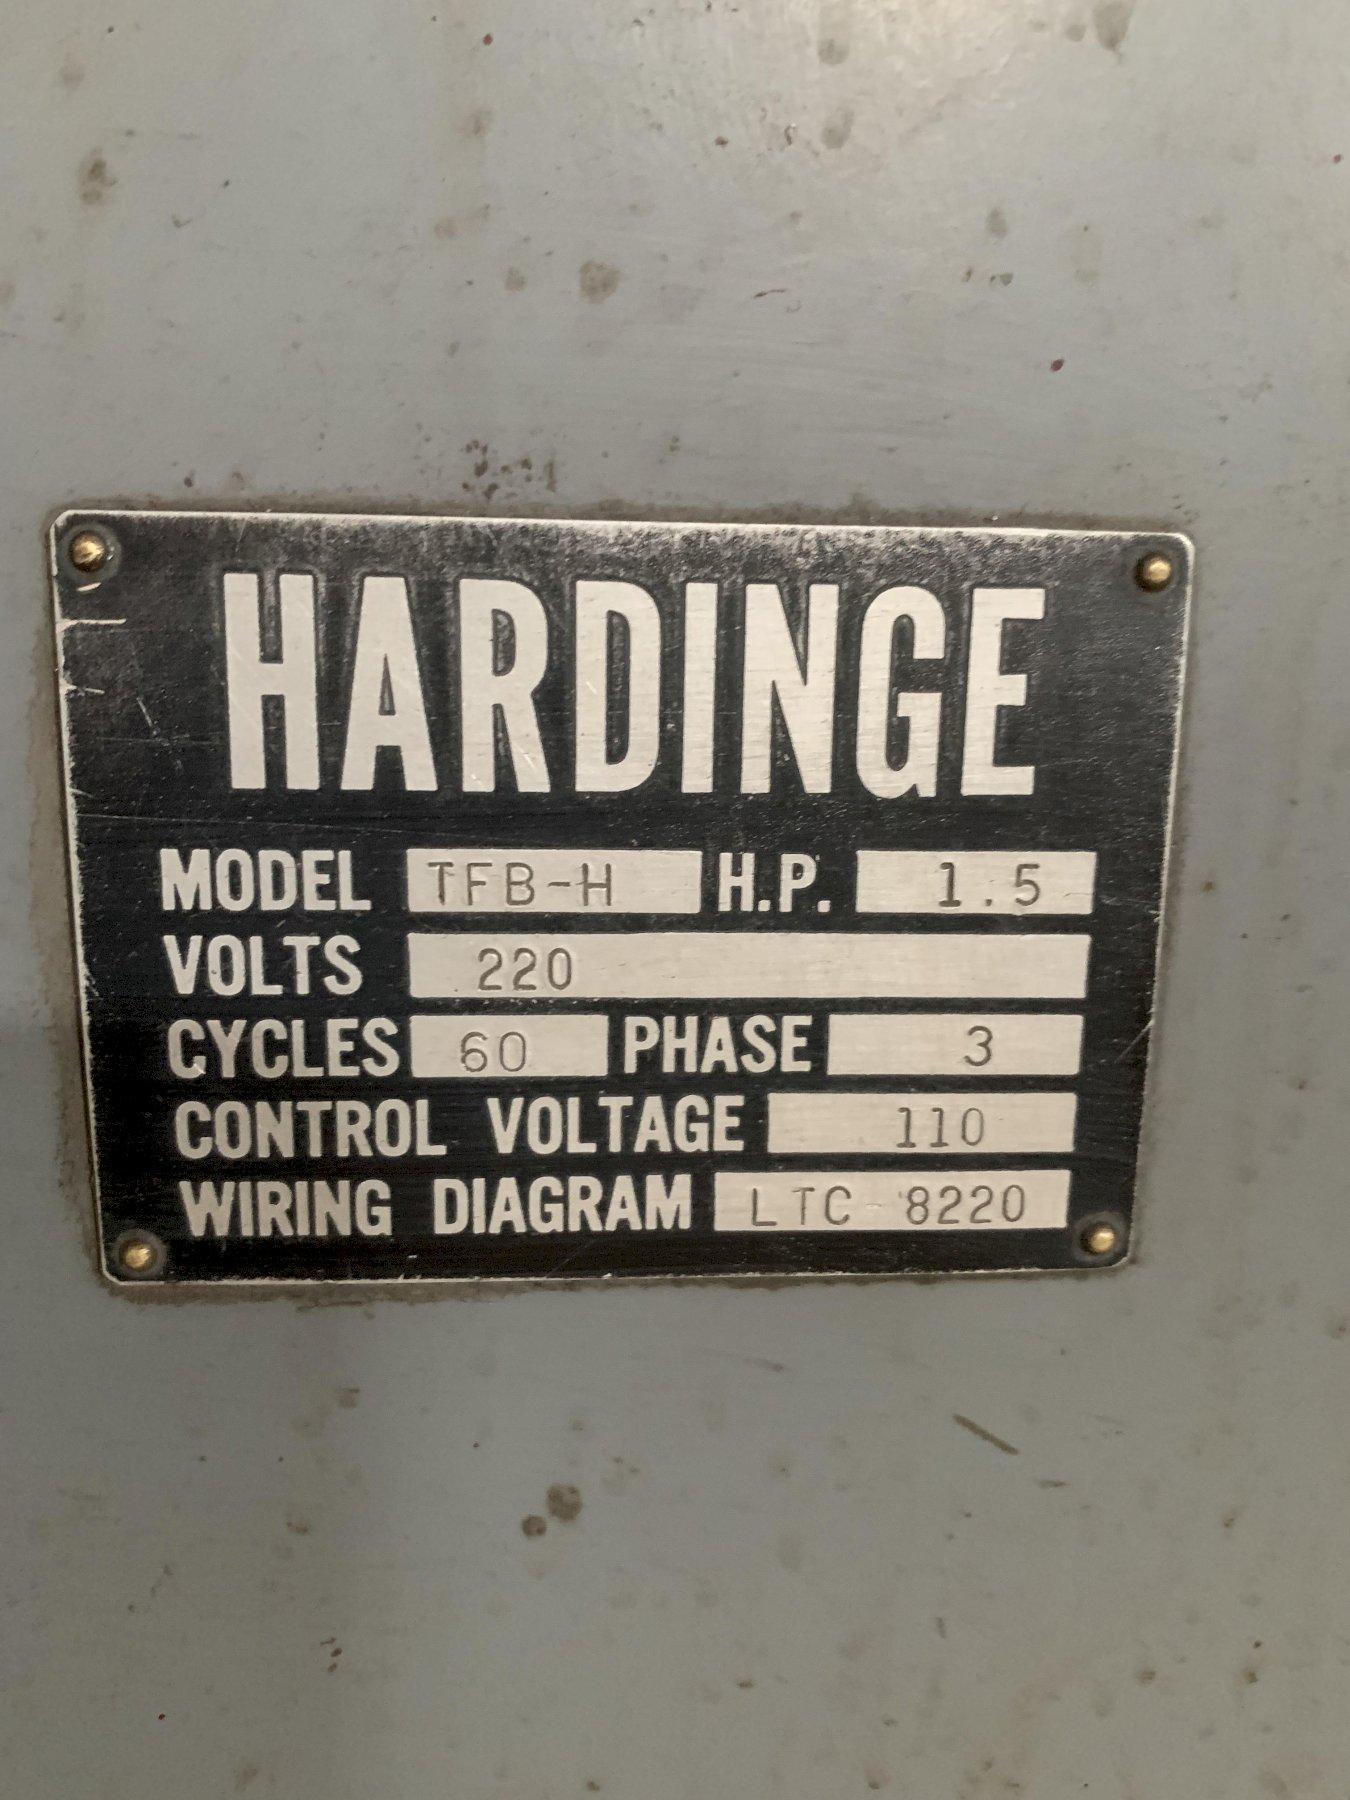 HARDINGE
MODEL TFB-H H.P. 1.5
VOLTS 220
CYCLES 60 PHASE 3
CONTROL VOLTAGE 110
WIRING DIAGRAM LTC-8220